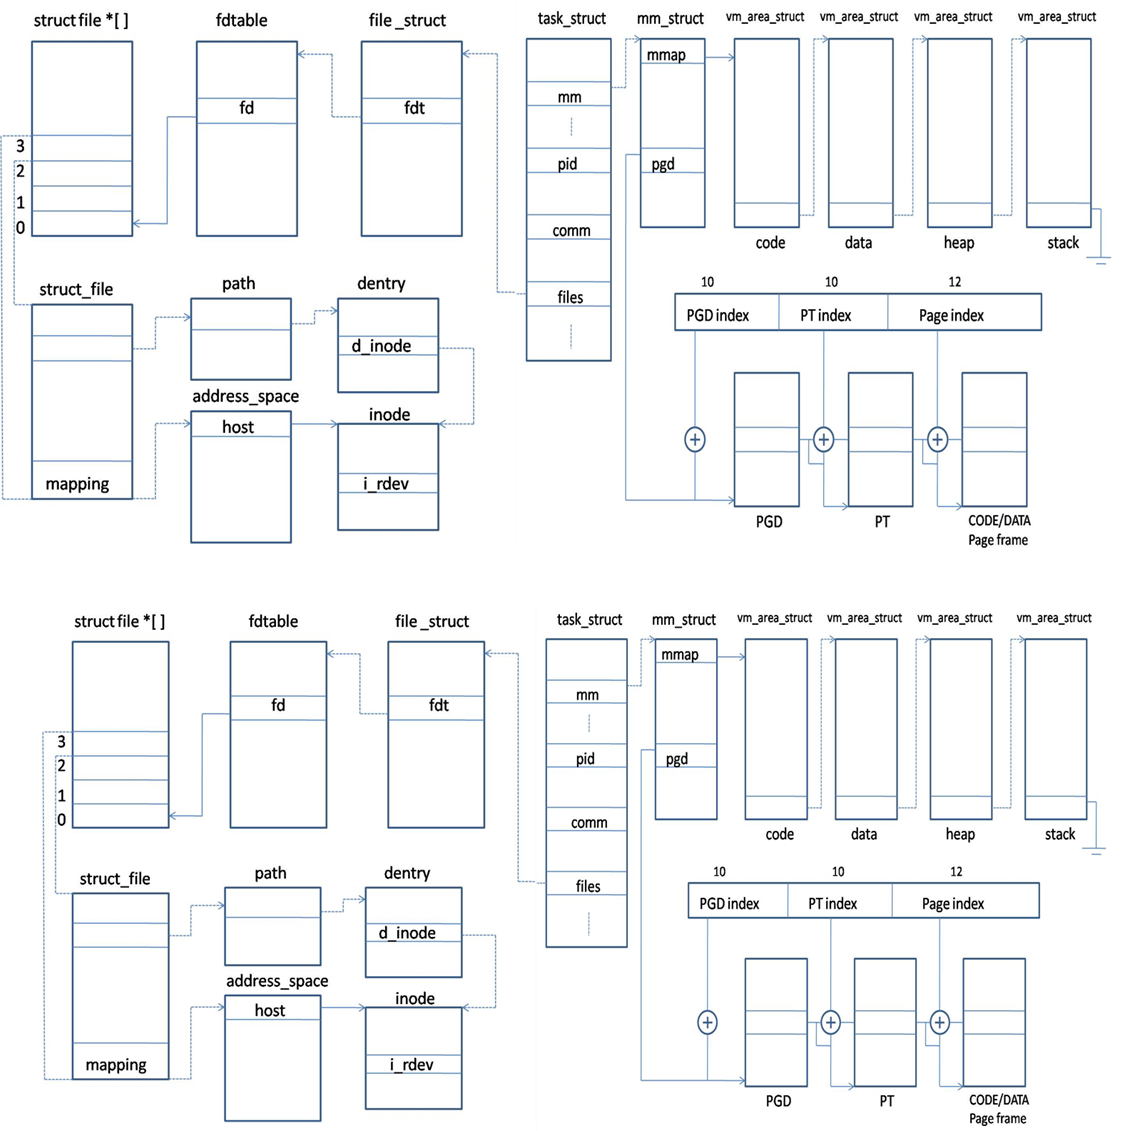 struct file *[ ] fdtable file _struct task_struct mm_struct vm_area_struct vm_area_struct vm_area_struct vm_area_struct
mmap
mm
fd fdt
3
2
pid pgd
1
0
comm
code data heap stack
struct_file path dentry
files
10 10 12
PGD index PT index Page index
d_inode
address_space
host inode
mapping i_rdev
PGD PT CODE/DATA
Page frame
struct file *[ ] fdtable file _struct task_struct mm_struct vm_area_struct vm_area_struct vm_area_struct vm_area_struct
mmap
mm
fd fdt
3
2
pid pgd
1
0
comm
code data heap stack
struct_file path dentry
files
10 10 12
PGD index PT index Page index
d_inode
address_space
host inode
mapping i_rdev
PGD PT CODE/DATA
Page frame